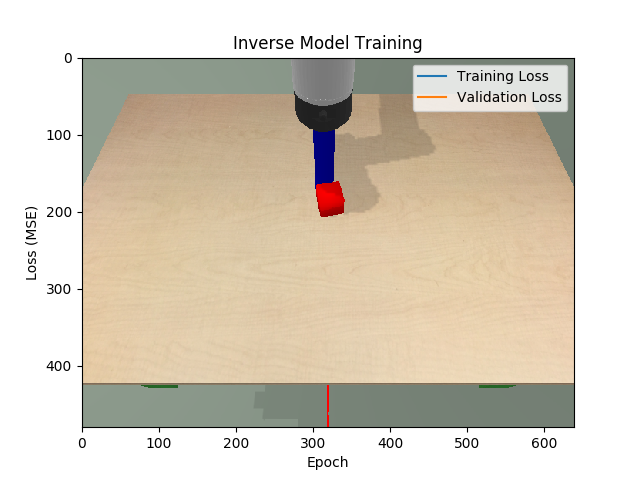 Inverse Model Training
Training Loss
Validation Loss
0
100
200
300
400
Loss (MSE)
0
100
200
300
400
500
600
Epoch